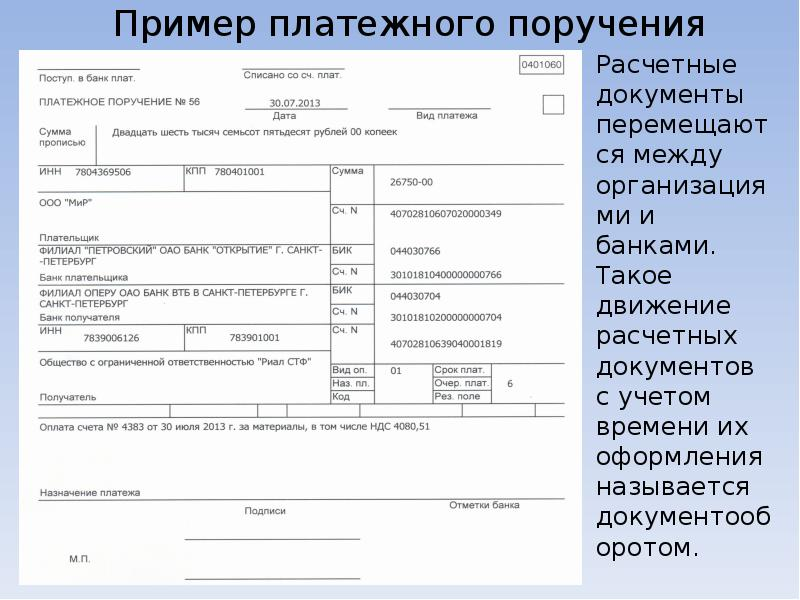 Пример платежного поручения
Поступ. в банк плат.
Списано со сч. плат.
0401060
ПЛАТЕЖНОЕ ПОРУЧЕНИЕ № 56
30.07.2013
Дата
Вид платежа
Сумма прописью
Двадцать шесть тысяч семьсот пятьдесят рублей 00 копеек
ИНН 7804369506
КПП 780401001
Сумма
26750-00
ООО "МиР"
Сч. N
40702810607020000349
Плательщик
ФИЛИАЛ "ПЕТРОВСКИЙ" ОАО БАНК "ОТКРЫТИЕ" Г. САНКТ-
-ПЕТЕРБУРГ
БИК
044030766
Сч. N
30101810400000000766
Банк плательщика
ФИЛИАЛ ОПЕРУ ОАО БАНК ВТБ В САНКТ-ПЕТЕРБУРГЕ Г.
САНКТ-ПЕТЕРБУРГ
БИК
044030704
Сч. N
30101810200000000704
Банк получателя
ИНН 7839006126
КПП 783901001
Сч. N
40702810639040001819
Общество с ограниченной ответственностью "Риал СТФ"
Вид оп.
01
Срок плат.
Наз. пл.
Очер. плат.
6
Код
Рез. поле
Получатель
Оплата счета № 4383 от 30 июля 2013 г. за материалы, в том числе НДС 4080,51
Назначение платежа
Подписи
Отметки банка
М.П.
Расчетные
документы
перемещают
ся между
организация
ми и
банками.
Такое
движение
расчетных
документов
с учетом
времени их
оформления
называется
документооб
оротом.